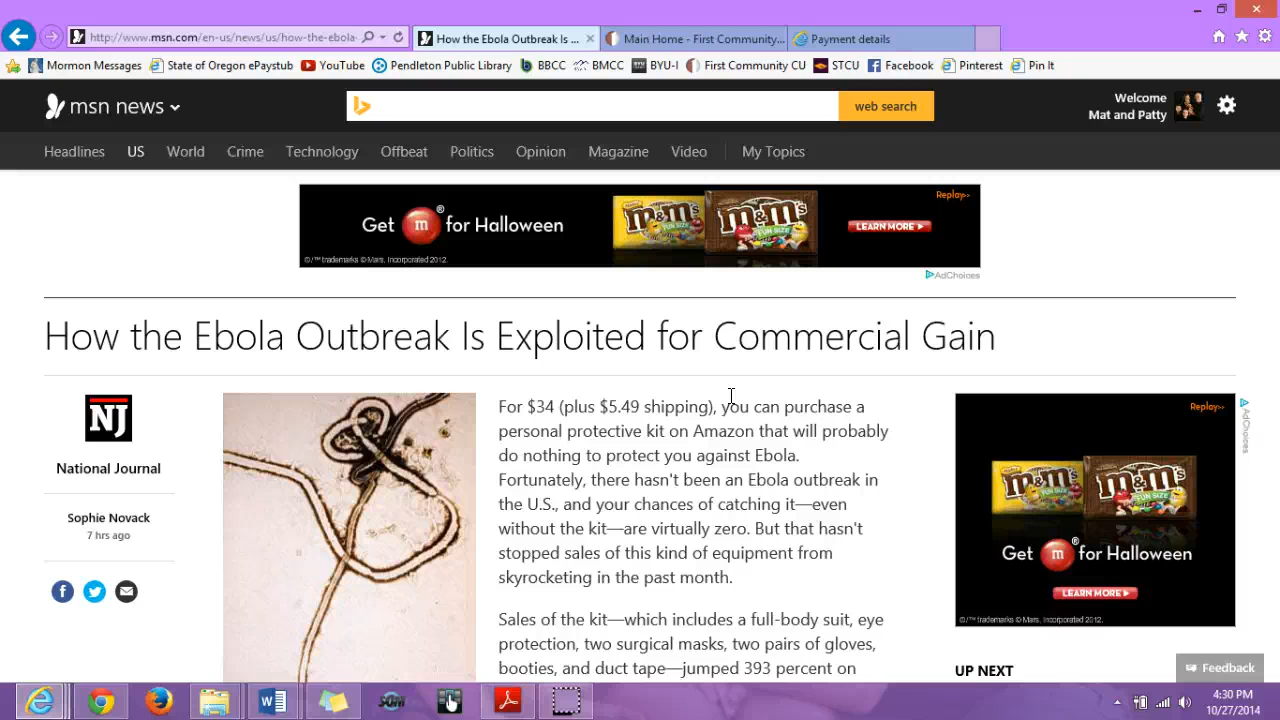 http://www.msn.com/en-us/news/us/how-the-ebola-
How the Ebola Outbreak Is ...
Main Home - First Community...
Payment details
Mormon Messages
State of Oregon ePaystub
YouTube
Pendleton Public Library
BBCC
BMCC
BYU-I
First Community CU
STCU
Facebook
Pinterest
Pin It
msn news
web search
Welcome
Mat and Patty
Headlines
US
World
Crime
Technology
Offbeat
Politics
Opinion
Magazine
Video
My Topics
Replay>>
Get m® for Halloween
m&m's
FUN SIZE
m&m's
FUN SIZE
LEARN MORE
®/™ trademarks © Mars, Incorporated 2012.
AdChoices
How the Ebola Outbreak Is Exploited for Commercial Gain
NJ
National Journal
Sophie Novack
7 hrs ago
For $34 (plus $5.49 shipping), you can purchase a
personal protective kit on Amazon that will probably
do nothing to protect you against Ebola.
Fortunately, there hasn't been an Ebola outbreak in
the U.S., and your chances of catching it—even
without the kit—are virtually zero. But that hasn't
stopped sales of this kind of equipment from
skyrocketing in the past month.
Sales of the kit—which includes a full-body suit, eye
protection, two surgical masks, two pairs of gloves,
booties, and duct tape—jumped 393 percent on
Replay>>
AdChoices
m&m's
FUN SIZE
m&m's
FUN SIZE
Get m® for Halloween
LEARN MORE
®/™ trademarks © Mars, Incorporated 2012.
UP NEXT
Feedback
4:30 PM
10/27/2014